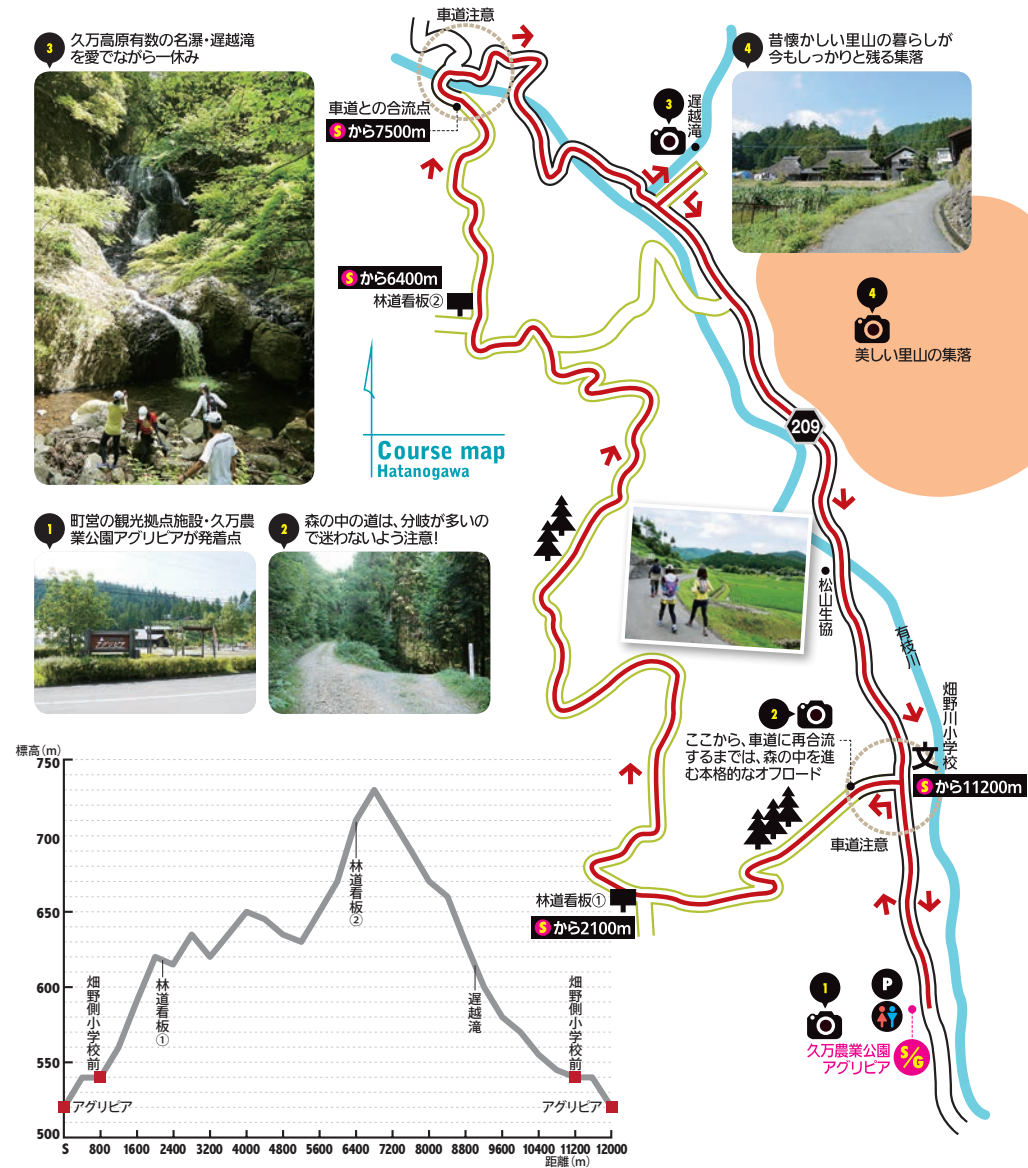 車道注意
3
久万高原有数の名瀑・遅越滝
を愛でながら一休み
4
昔懐かしい里山の暮らしが
今もしっかりと残る集落
車道との合流点
Sから7500m
3
遅越滝
Sから6400m
林道看板②
4
美しい里山の集落
Course map
Hatanogawa
209
1
町営の観光拠点施設・久万農
業公園アグリピアが発着点
2
森の中の道は、分岐が多いの
で迷わないよう注意!
アグリピア
松山生協
有枝川
畑野川小学校
文
2
ここから、車道に再合流
するまでは、森の中を進
む本格的なオフロード
Sから11200m
車道注意
林道看板①
Sから2100m
1
P
久万農業公園
アグリピア
S/G
標高(m)
750
700
650
600
550
500
畑野側小学校前
林道看板①
林道看板②
遅越滝
畑野側小学校前
アグリピア
アグリピア
S 800 1600 2400 3200 4000 4800 5600 6400 7200 8000 8800 9600 10400 11200 12000
距離(m)